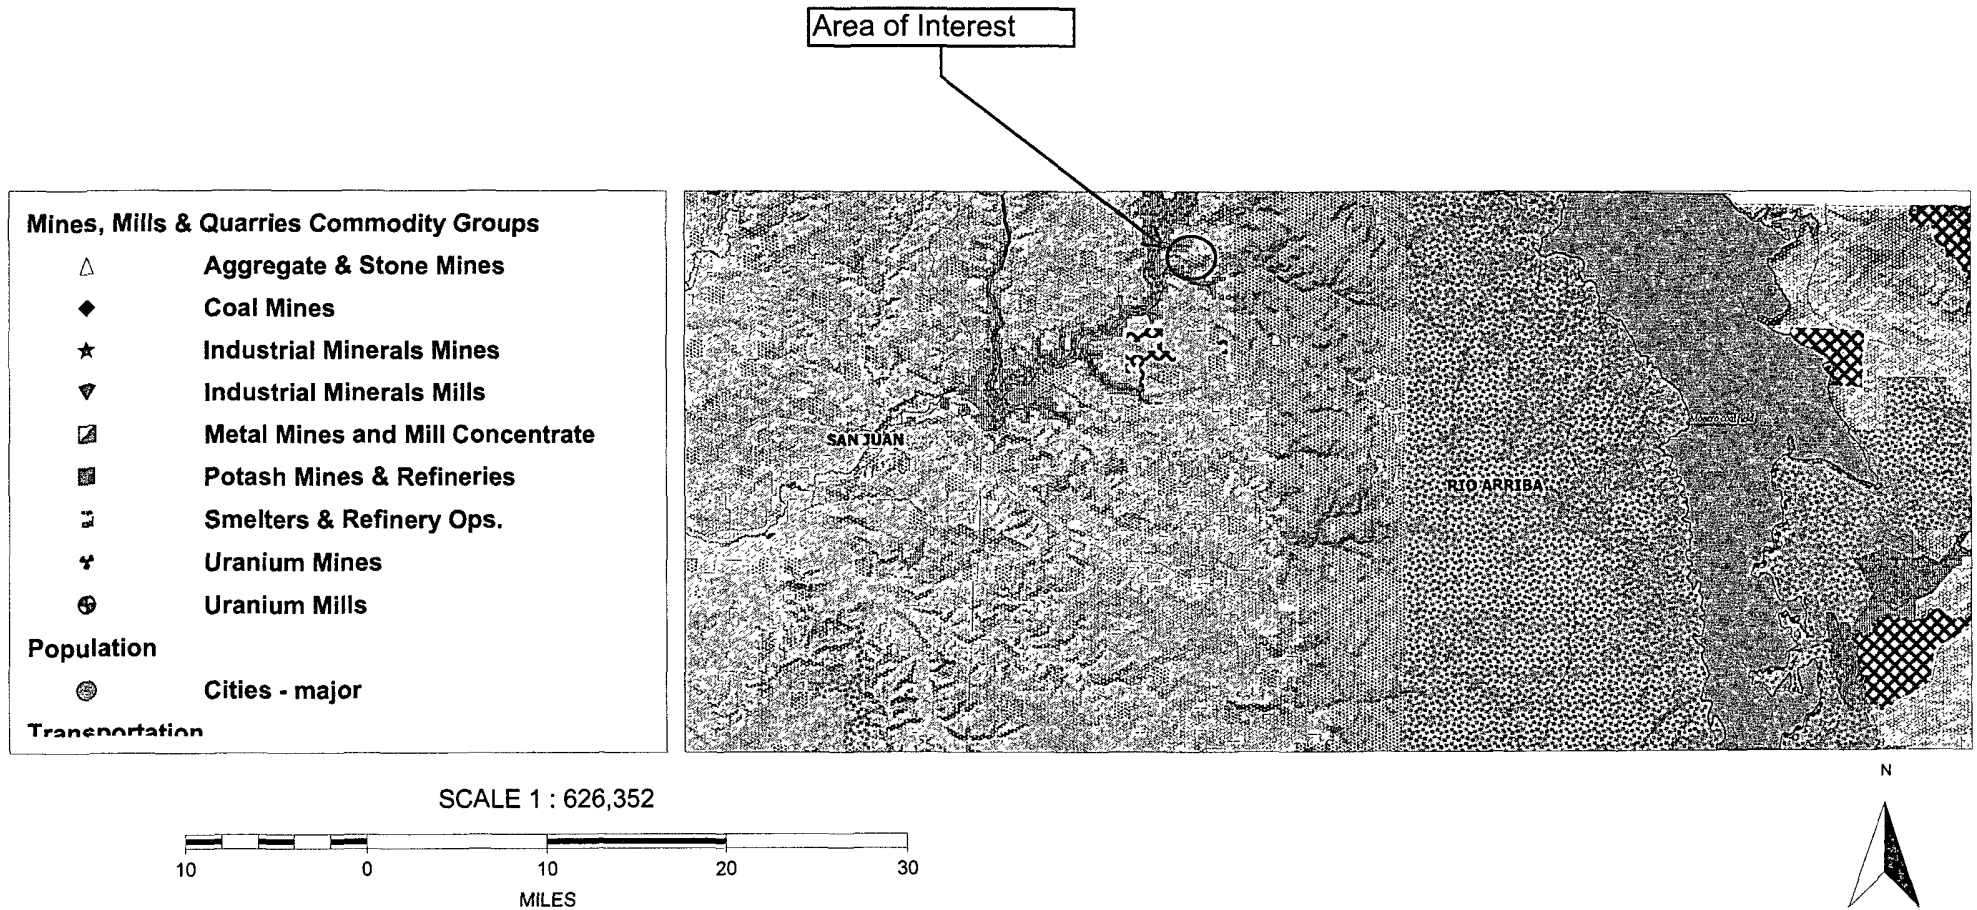 Area of Interest
Mines, Mills & Quarries Commodity Groups
Aggregate & Stone Mines
Coal Mines
Industrial Minerals Mines
Industrial Minerals Mills
Metal Mines and Mill Concentrate
Potash Mines & Refineries
Smelters & Refinery Ops.
Uranium Mines
Uranium Mills
Population
Cities - major
Transportation
SAN JUAN
RIO ARRIBA
SCALE 1 : 626,352
10 0 10 20 30
MILES
N